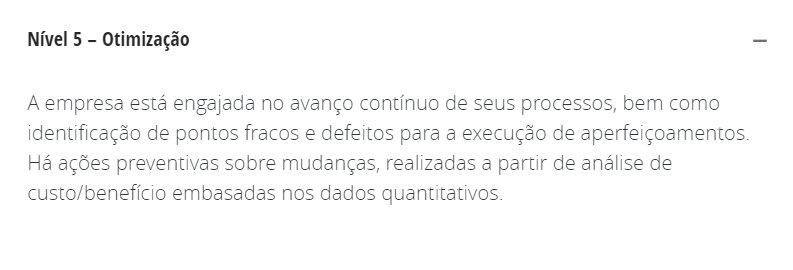 Nível 5 – Otimização
A empresa está engajada no avanço contínuo de seus processos, bem como
identificação de pontos fracos e defeitos para a execução de aperfeiçoamentos.
Há ações preventivas sobre mudanças, realizadas a partir de análise de
custo/benefício embasadas nos dados quantitativos.